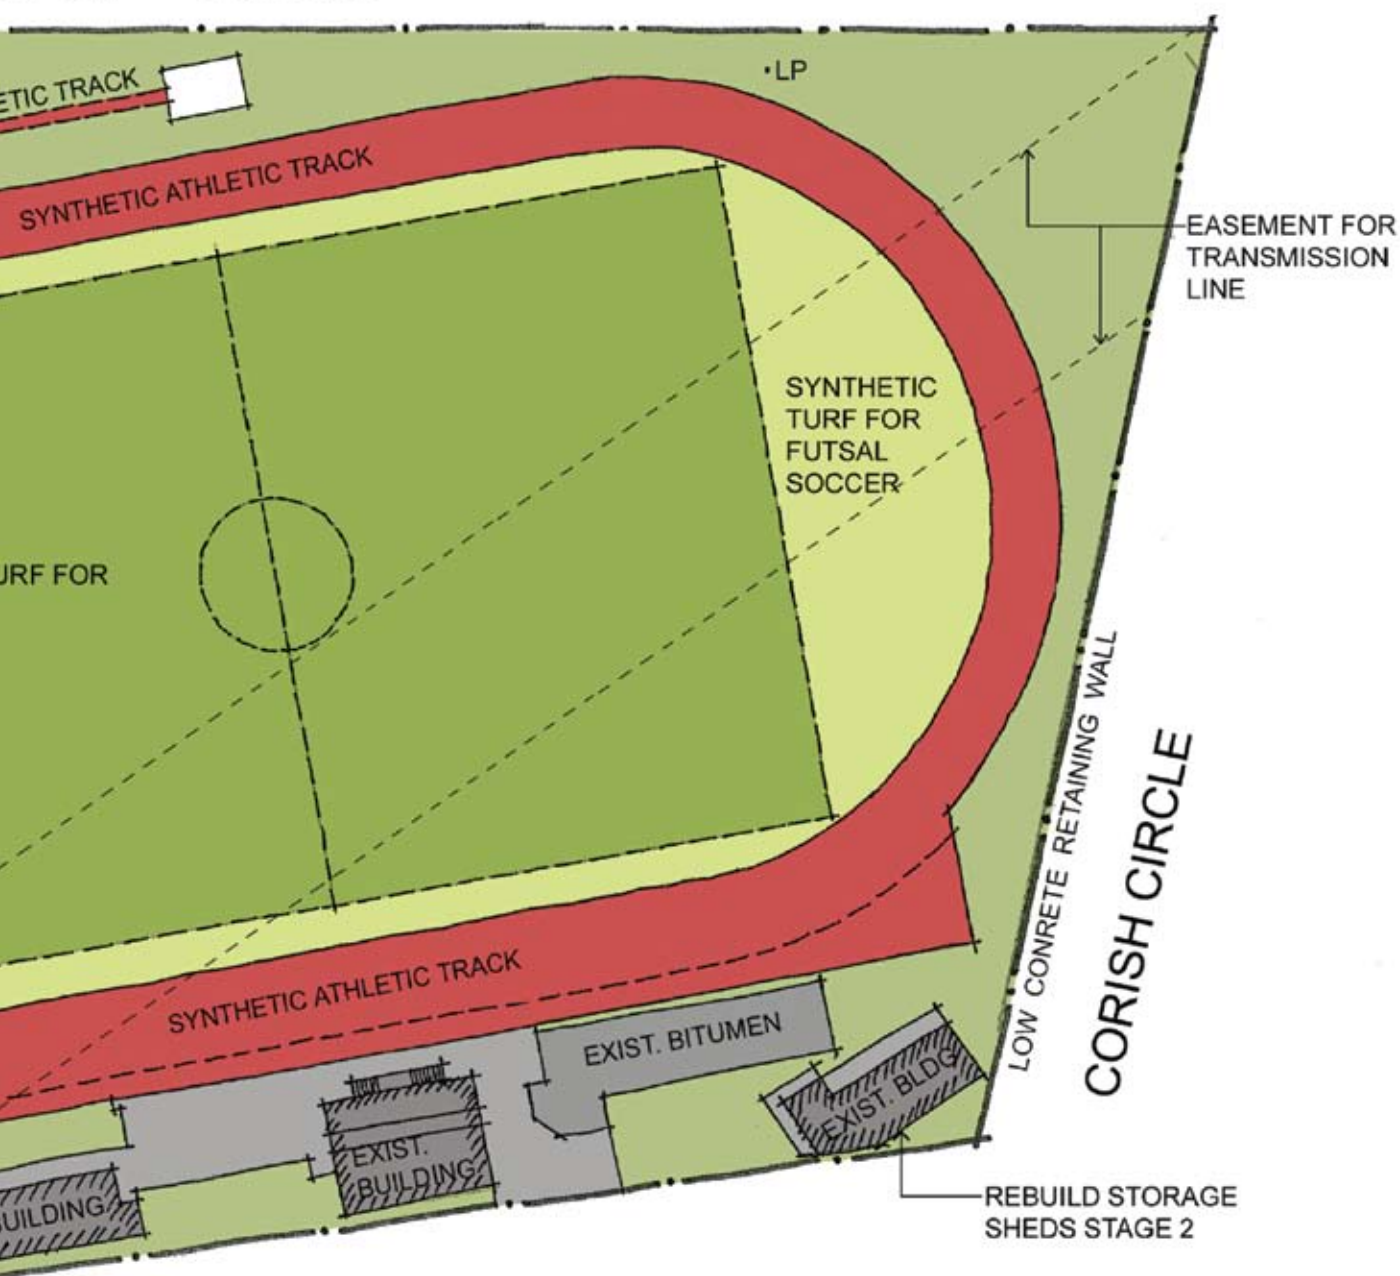 ETIC TRACK
LP
SYNTHETIC ATHLETIC TRACK
EASEMENT FOR
TRANSMISSION
LINE
SYNTHETIC
TURF FOR
FUTSAL
SOCCER
URF FOR
LOW CONRETE RETAINING WALL
CORISH CIRCLE
SYNTHETIC ATHLETIC TRACK
EXIST. BITUMEN
EXIST. BLDG
EXIST.
BUILDING
UILDING
REBUILD STORAGE
SHEDS STAGE 2